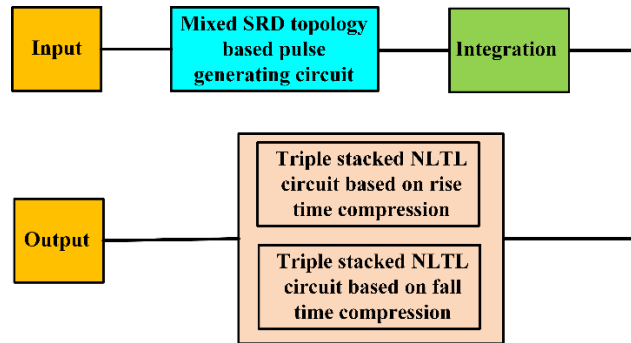 Input
Mixed SRD topology
based pulse
generating circuit
Integration
Triple stacked NLTL
circuit based on rise
time compression
Output
Triple stacked NLTL
circuit based on fall
time compression